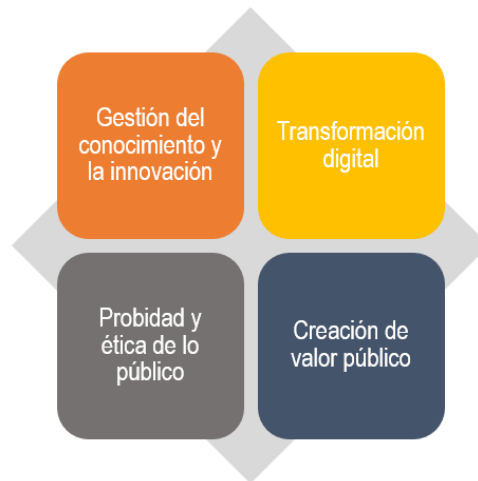 Gestión del
conocimiento y
la innovación
Transformación
digital
Probidad y
ética de lo
público
Creación de
valor público